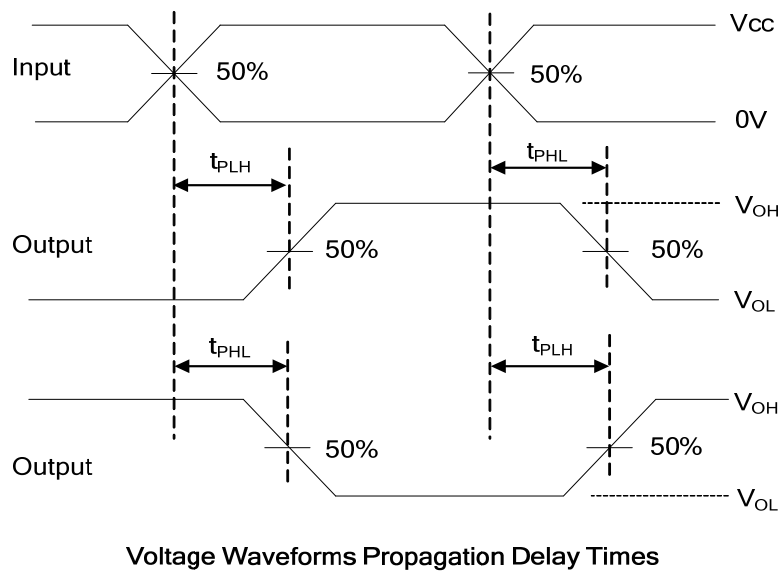 Vcc
Input
50%
50%
0V
tPLH
tPHL
VOH
Output
50%
50%
VOL
tPHL
tPLH
VOH
50%
50%
Output
VOL
Voltage Waveforms Propagation Delay Times